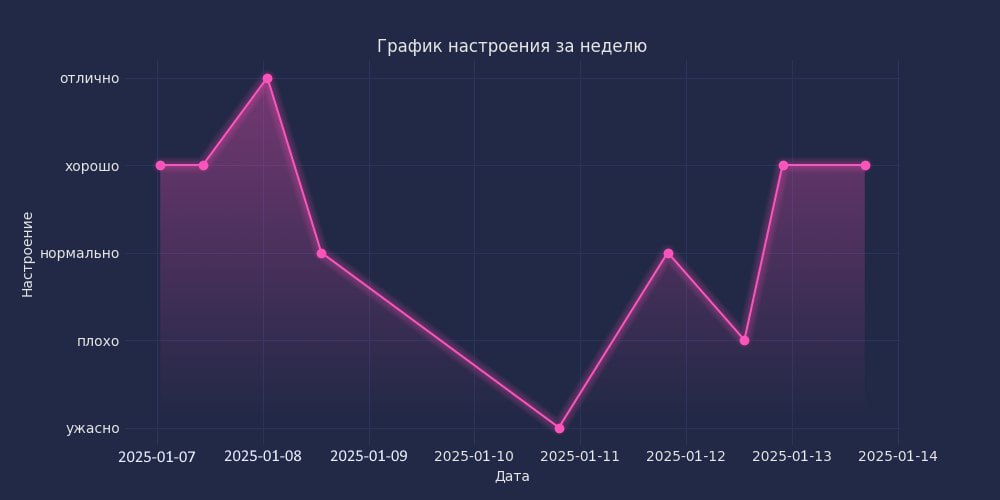 График настроения за неделю
Настроение
отлично
хорошо
нормально
плохо
ужасно
2025-01-07 2025-01-08 2025-01-09 2025-01-10 2025-01-11 2025-01-12 2025-01-13 2025-01-14
Дата